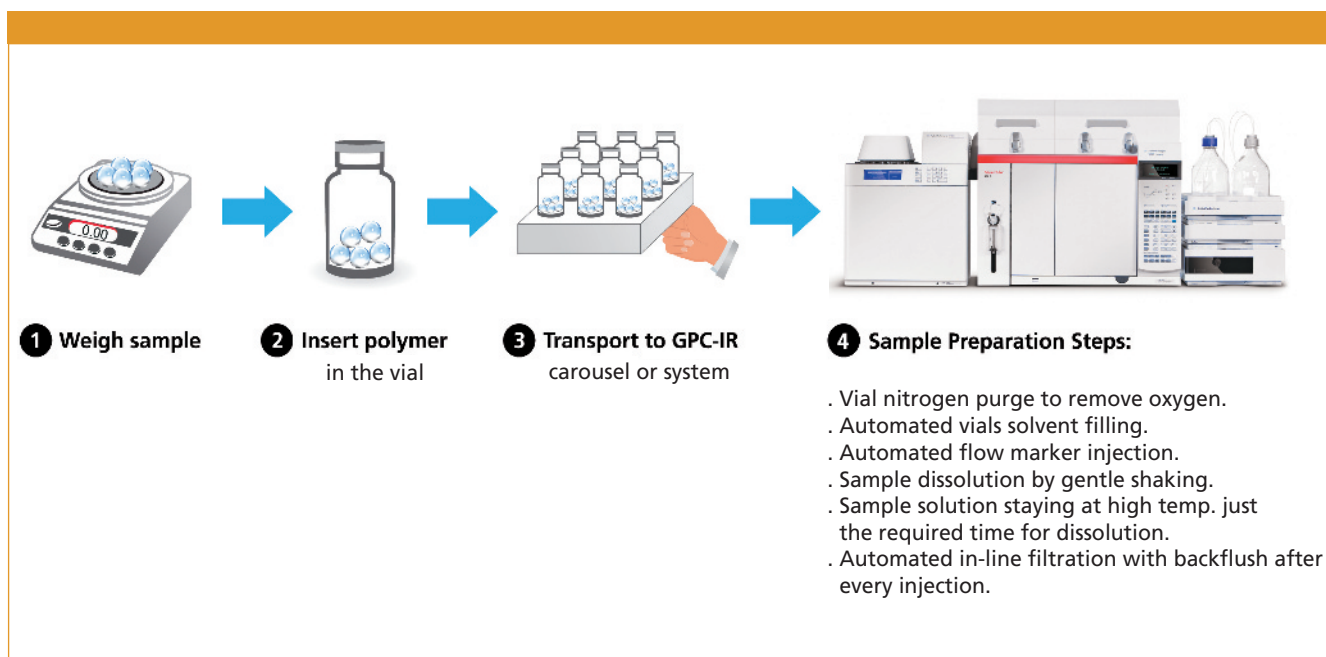 0.00
1 Weigh sample
2 Insert polymer
in the vial
3 Transport to GPC-IR
carousel or system
4 Sample Preparation Steps:
. Vial nitrogen purge to remove oxygen.
. Automated vials solvent filling.
. Automated flow marker injection.
. Sample dissolution by gentle shaking.
. Sample solution staying at high temp. just
the required time for dissolution.
. Automated in-line filtration with backflush after
every injection.